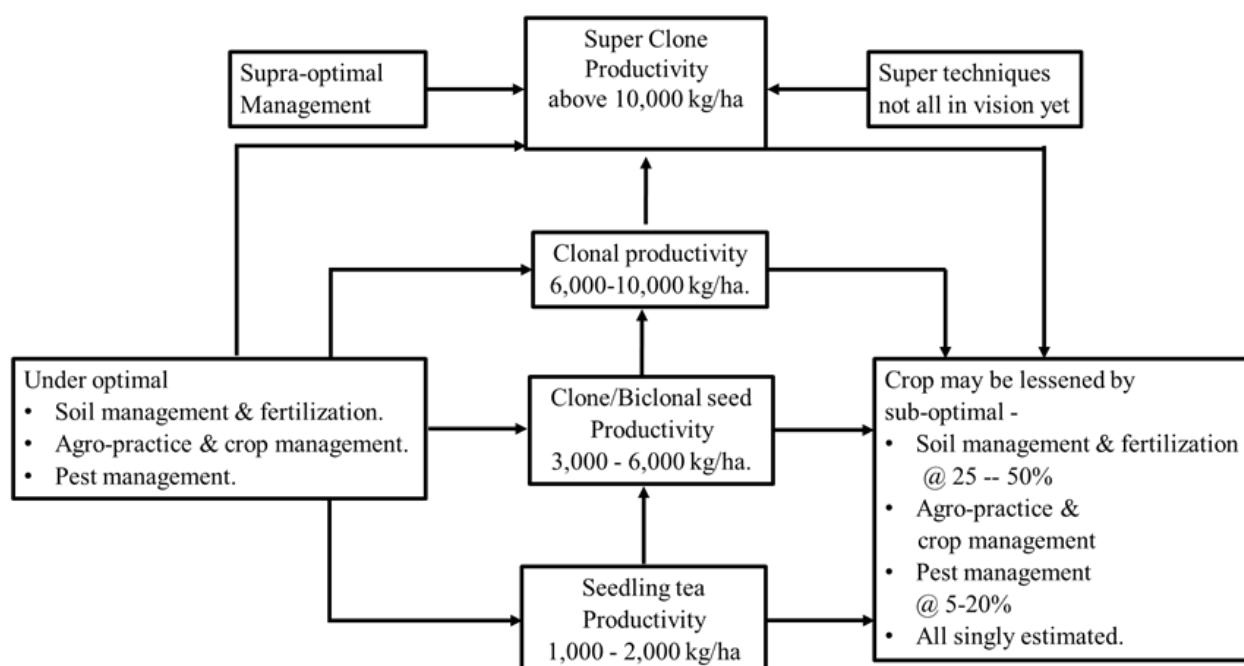 Super Clone
Productivity
above 10,000 kg/ha
Supra-optimal
Management
Super techniques
not all in vision yet
Clonal productivity
6,000-10,000 kg/ha.
Under optimal
• Soil management & fertilization.
• Agro-practice & crop management.
• Pest management.
Clone/Biclonal seed
Productivity
3,000 - 6,000 kg/ha.
Crop may be lessened by
sub-optimal -
• Soil management & fertilization
@ 25 -- 50%
• Agro-practice &
crop management
• Pest management
@ 5-20%
• All singly estimated.
Seedling tea
Productivity
1,000 - 2,000 kg/ha